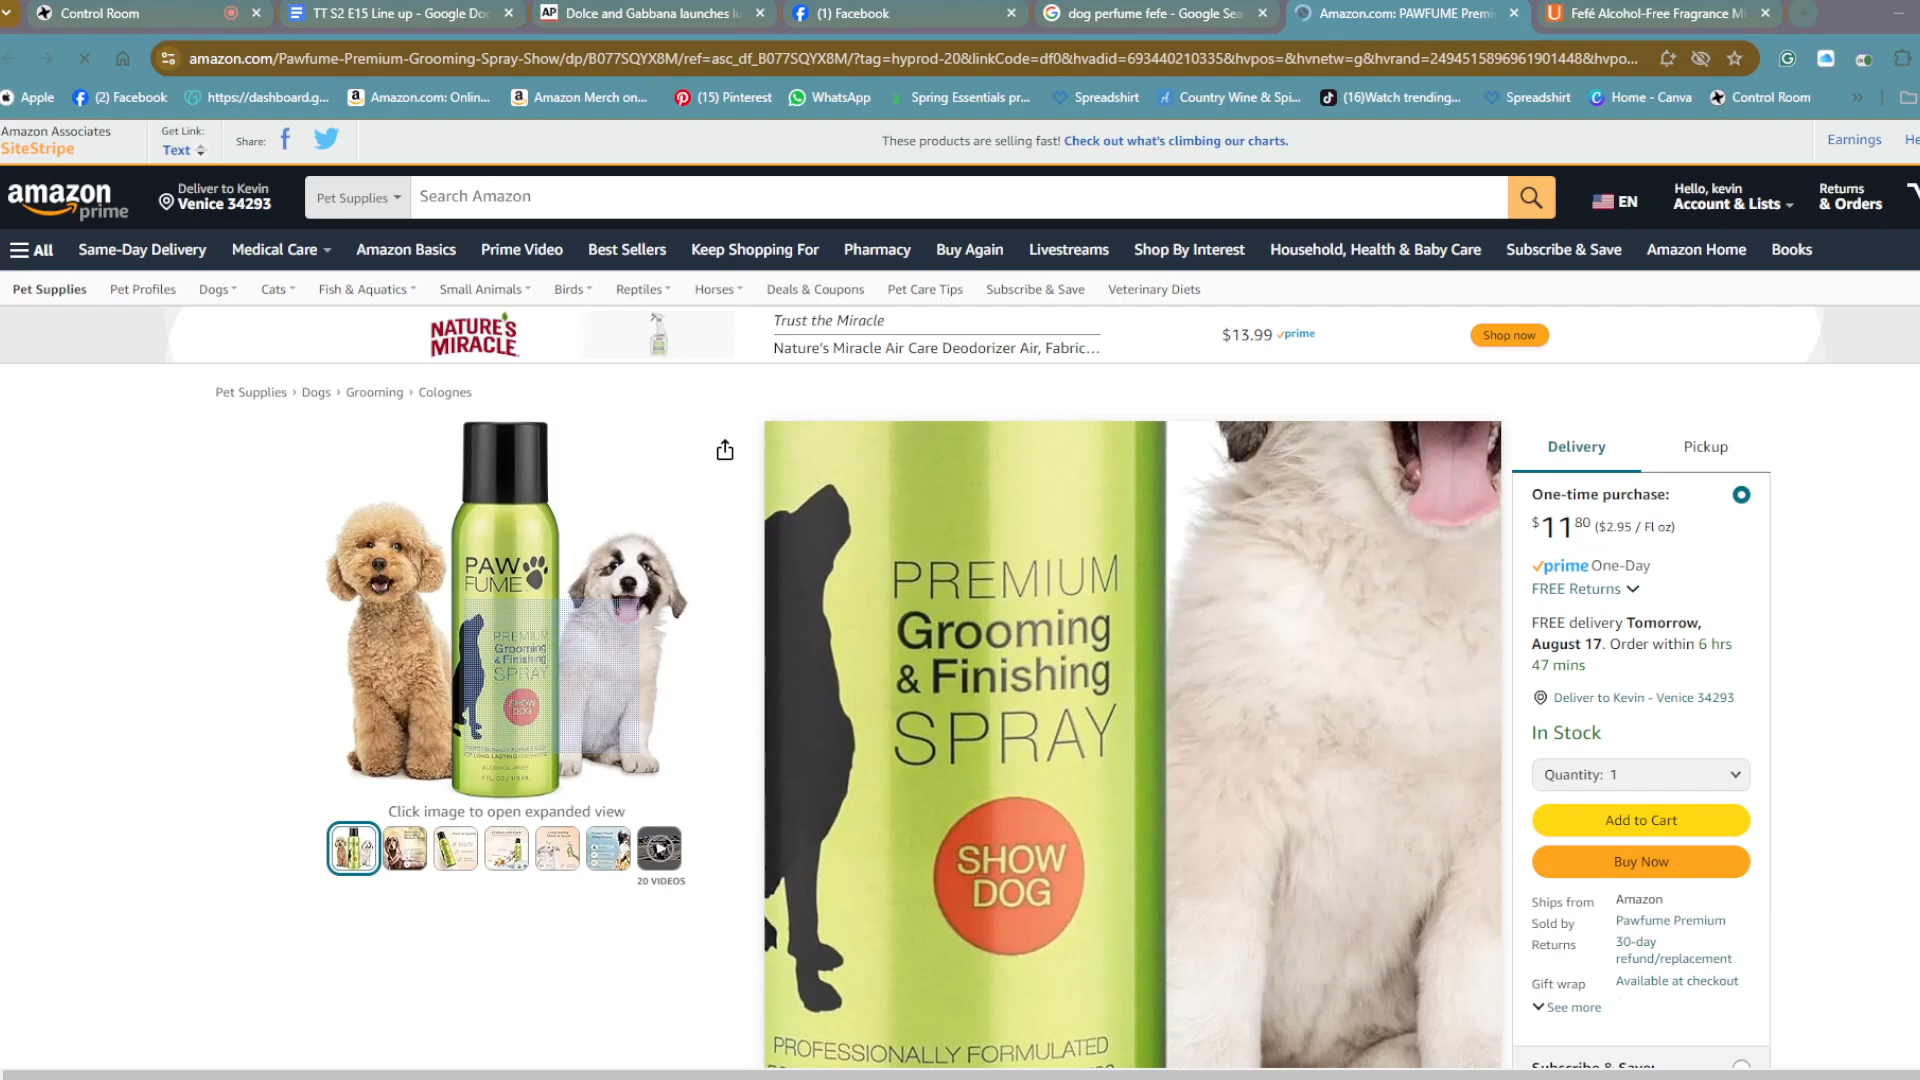 Control Room
TT S2 E15 Line up - Google Do
Dolce and Gabbana launches lu
(1) Facebook
dog perfume fefe - Google Sea
Amazon.com: PAWFUME Premi
Fefé Alcohol-Free Fragrance Mi
amazon.com/Pawfume-Premium-Grooming-Spray-Show/dp/B077SQYX8M/ref=asc_df_B077SQYX8M/?tag=hyprod-20&linkCode=df0&hvadid=693440210335&hvpos=&hvnetw=g&hvrand=2494515896961901448&hvpo...
Apple
(2) Facebook
https://dashboard.g...
Amazon.com: Onlin...
Amazon Merch on...
(15) Pinterest
WhatsApp
Spring Essentials pr...
Spreadshirt
Country Wine & Spi...
(16)Watch trending...
Spreadshirt
Home - Canva
Control Room
Amazon Associates
SiteStripe
Get Link:
Text
Share:
These products are selling fast! Check out what's climbing our charts.
Earnings
He
amazon
prime
Deliver to Kevin
Venice 34293
Pet Supplies
Search Amazon
EN
Hello, kevin
Account & Lists
Returns
& Orders
All
Same-Day Delivery
Medical Care
Amazon Basics
Prime Video
Best Sellers
Keep Shopping For
Pharmacy
Buy Again
Livestreams
Shop By Interest
Household, Health & Baby Care
Subscribe & Save
Amazon Home
Books
Pet Supplies
Pet Profiles
Dogs
Cats
Fish & Aquatics
Small Animals
Birds
Reptiles
Horses
Deals & Coupons
Pet Care Tips
Subscribe & Save
Veterinary Diets
NATURE'S
MIRACLE
Trust the Miracle
Nature's Miracle Air Care Deodorizer Air, Fabric...
$13.99 prime
Shop now
Pet Supplies › Dogs › Grooming › Colognes
PAW
FUME
PREMIUM
Grooming
& Finishing
SPRAY
SHOW
DOG
ALCOHOL-FREE
Click image to open expanded view
20 VIDEOS
PREMIUM
Grooming
& Finishing
SPRAY
SHOW
DOG
PROFESSIONALLY FORMULATED
Delivery
Pickup
One-time purchase:
$11 80 ($2.95 / Fl oz)
prime One-Day
FREE Returns
FREE delivery Tomorrow,
August 17. Order within 6 hrs
47 mins
Deliver to Kevin - Venice 34293
In Stock
Quantity: 1
Add to Cart
Buy Now
Ships from
Amazon
Sold by
Pawfume Premium
Returns
30-day
refund/replacement
Gift wrap
Available at checkout
See more
Subscribe & Save: